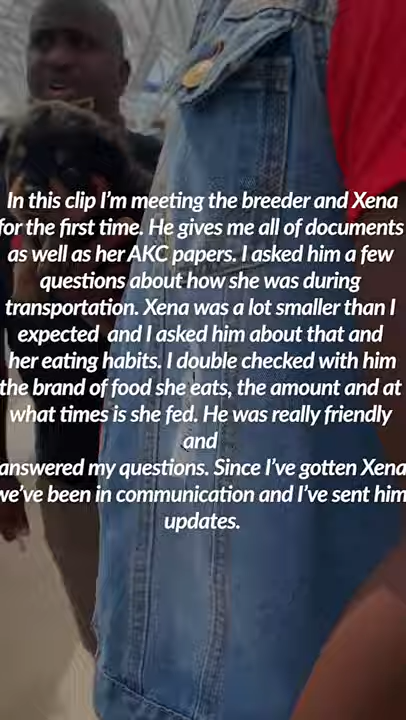 In this clip I'm meeting the breeder and Xena
for the first time. He gives me all of documents
as well as her AKC papers. I asked him a few
questions about how she was during
transportation. Xena was a lot smaller than I
expected  and I asked him about that and
her eating habits. I double checked with him
the brand of food she eats, the amount and at
what times is she fed. He was really friendly
and
answered my questions. Since I've gotten Xena
we've been in communication and I've sent him
updates.